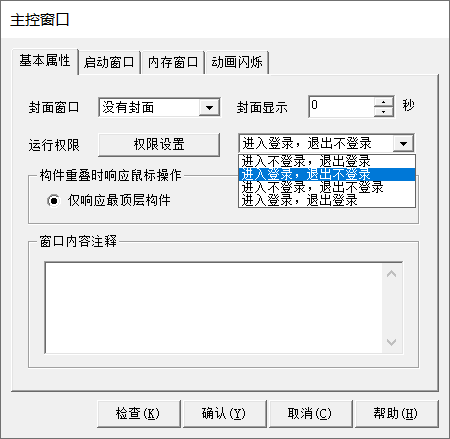 主控窗口
基本属性 启动窗口 内存窗口 动画闪烁
封面窗口 没有封面 封面显示 0 秒
运行权限 权限设置 进入登录，退出不登录
进入不登录，退出登录
进入登录，退出不登录
进入不登录，退出不登录
进入登录，退出登录
构件重叠时响应鼠标操作
仅响应最顶层构件
窗口内容注释
检查(K) 确认(Y) 取消(C) 帮助(H)